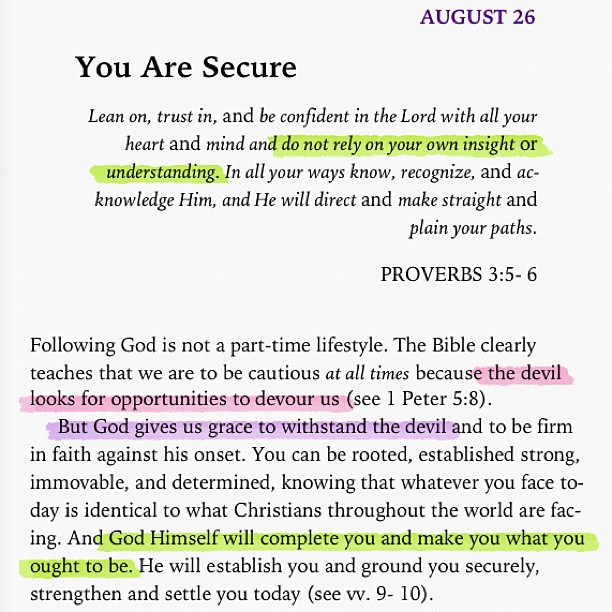 AUGUST 26
You Are Secure
Lean on, trust in, and be confident in the Lord with all your
heart and mind and do not rely on your own insight or
understanding. In all your ways know, recognize, and ac-
knowledge Him, and He will direct and make straight and
plain your paths.
PROVERBS 3:5- 6
Following God is not a part-time lifestyle. The Bible clearly
teaches that we are to be cautious at all times because the devil
looks for opportunities to devour us (see 1 Peter 5:8).
But God gives us grace to withstand the devil and to be firm
in faith against his onset. You can be rooted, established strong,
immovable, and determined, knowing that whatever you face to-
day is identical to what Christians throughout the world are fac-
ing. And God Himself will complete you and make you what you
ought to be. He will establish you and ground you securely,
strengthen and settle you today (see vv. 9- 10).